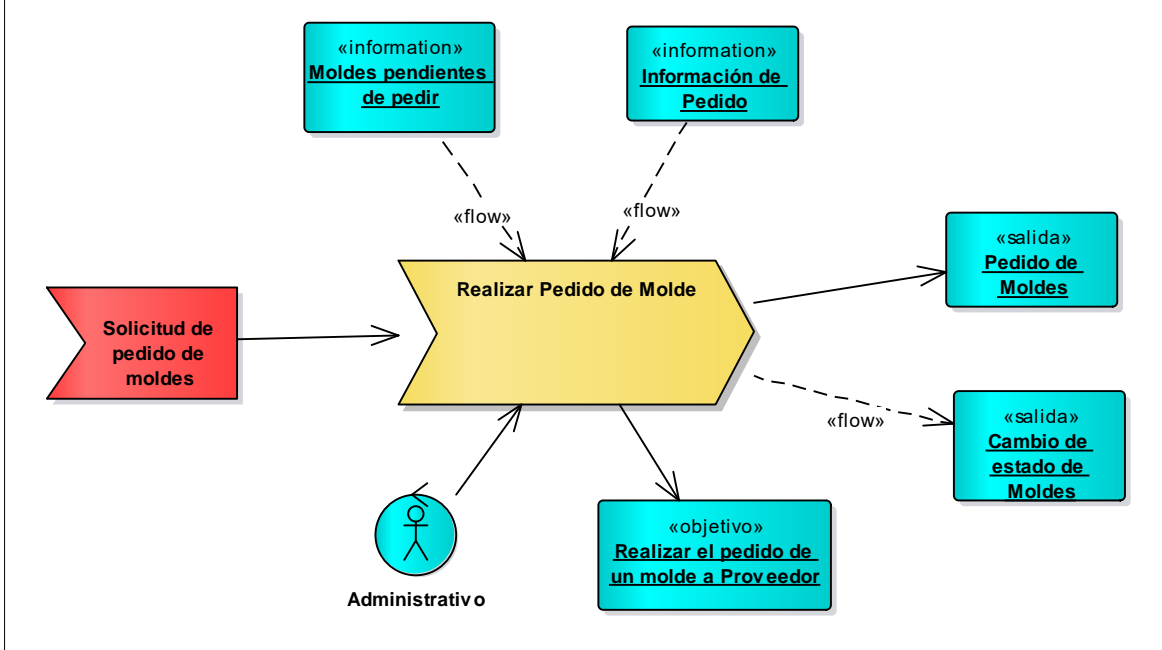 «information»
Moldes pendientes
de pedir
«information»
Información de
Pedido
«flow»
«flow»
«salida»
Pedido de
Moldes
Realizar Pedido de Molde
Solicitud de
pedido de
moldes
«flow»
«salida»
Cambio de
estado de
Moldes
«objetivo»
Realizar el pedido de
un molde a Proveedor
Administrativo